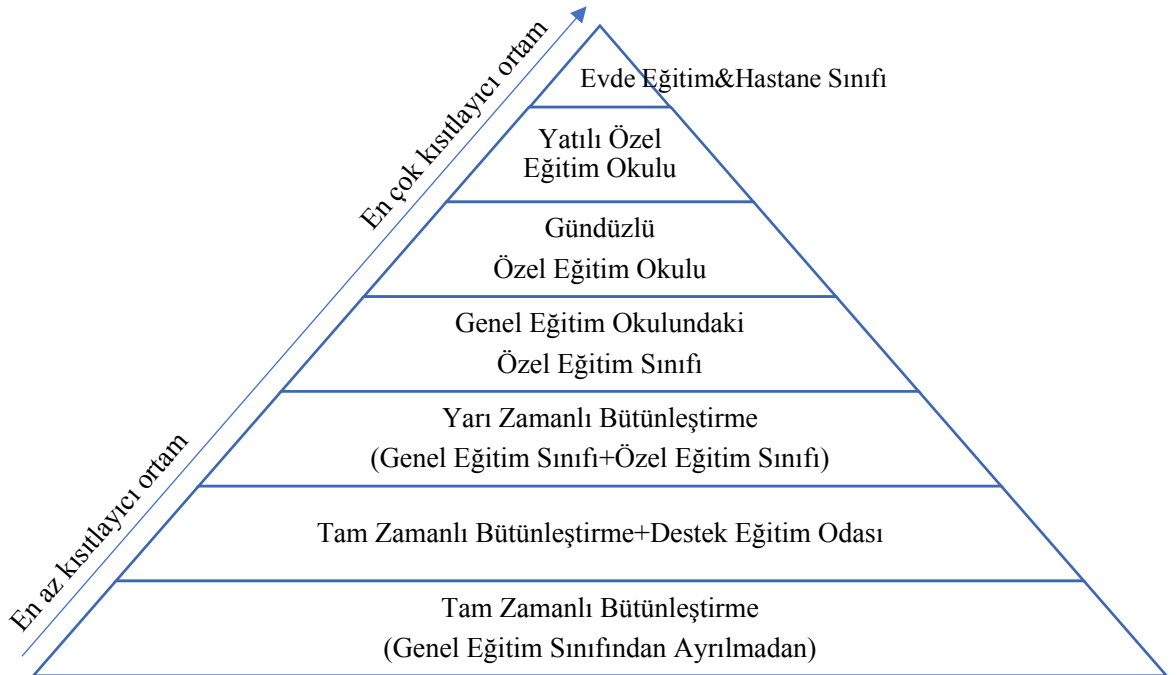 En çok kısıtlayıcı ortam
En az kısıtlayıcı ortam
Evde Eğitim&Hastane Sınıfı
Yatılı Özel
Eğitim Okulu
Gündüzlü
Özel Eğitim Okulu
Genel Eğitim Okulundaki
Özel Eğitim Sınıfı
Yarı Zamanlı Bütünleştirme
(Genel Eğitim Sınıfı+Özel Eğitim Sınıfı)
Tam Zamanlı Bütünleştirme+Destek Eğitim Odası
Tam Zamanlı Bütünleştirme
(Genel Eğitim Sınıfından Ayrılmadan)